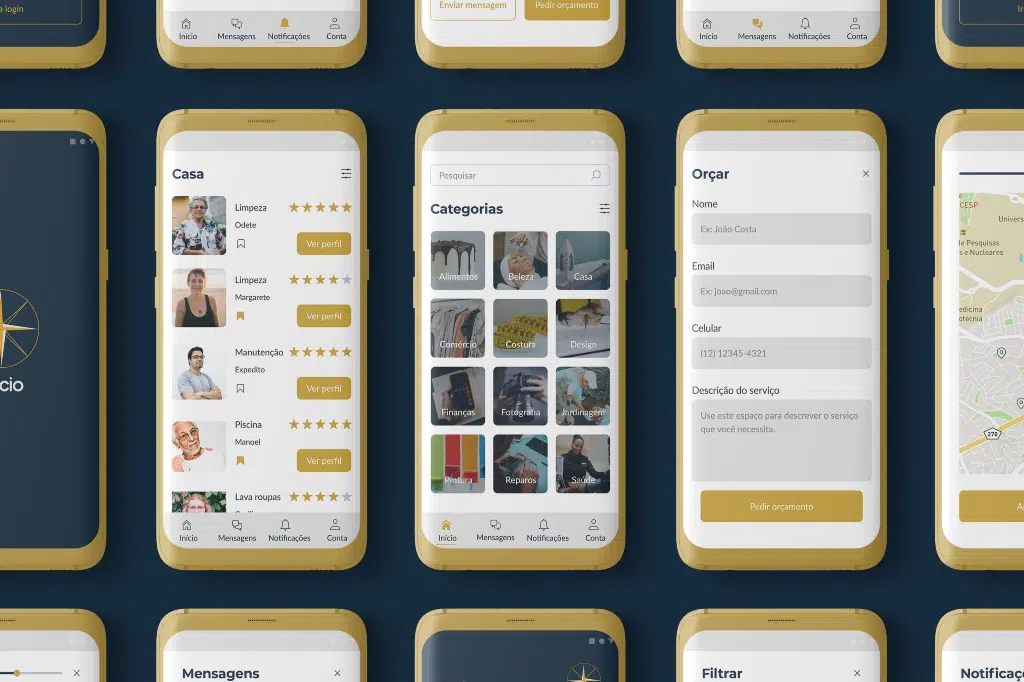 a login
Início
Mensagens
Notificações
Conta
Enviar mensagem
Pedir orçamento
Início
Mensagens
Notificações
Conta
cio
Casa
Limpeza
Odete
Ver perfil
Limpeza
Margarete
Ver perfil
Manutenção
Expedito
Ver perfil
Piscina
Manoel
Ver perfil
Lava roupas
Início
Mensagens
Notificações
Conta
Pesquisar
Categorias
Alimentos
Beleza
Casa
Comércio
Costura
Design
Finanças
Fotografia
Jardinagem
Pintura
Reparos
Saúde
Início
Mensagens
Notificações
Conta
Orçar
Nome
Ex: João Costa
Email
Ex: joao@gmail.com
Celular
(12) 12345-4321
Descrição do serviço
Use este espaço para descrever o serviço
que você necessita.
Pedir orçamento
CESP
Univers
de Pesquisas
s e Nucleares
edicina
otecnia
270
Mensagens
Filtrar
Notificaç